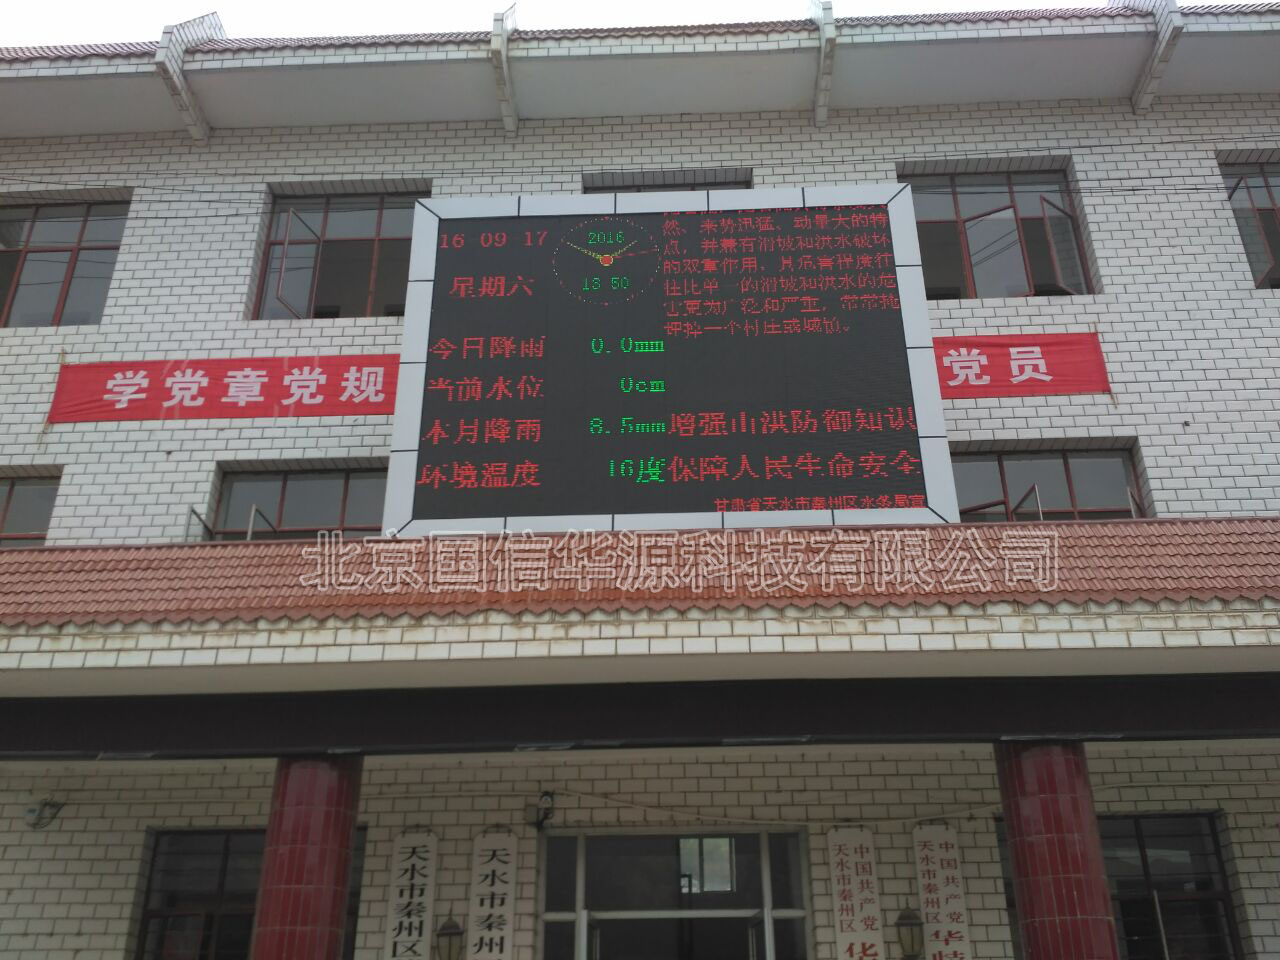 16 09 17
2016
13 50
星期六
然、来势迅猛、动量大的特
点，并兼有滑坡和洪水破坏
的双重作用，其危害程度往
往比单一的滑坡和洪水的危
害更为广泛和严重，常常摧
毁掉一个村庄或城镇。
今日降雨 0.0mm
当前水位 0cm
本月降雨 8.5mm
环境温度 16度
增强山洪防御知识
保障人民生命安全
甘肃省天水市秦州区水务局宣
学党章党规
党员
北京国信华源科技有限公司
天水市秦州区
天水市秦州
中国共产党
天水市秦州区
华
中国共产党
天水市秦州区
华